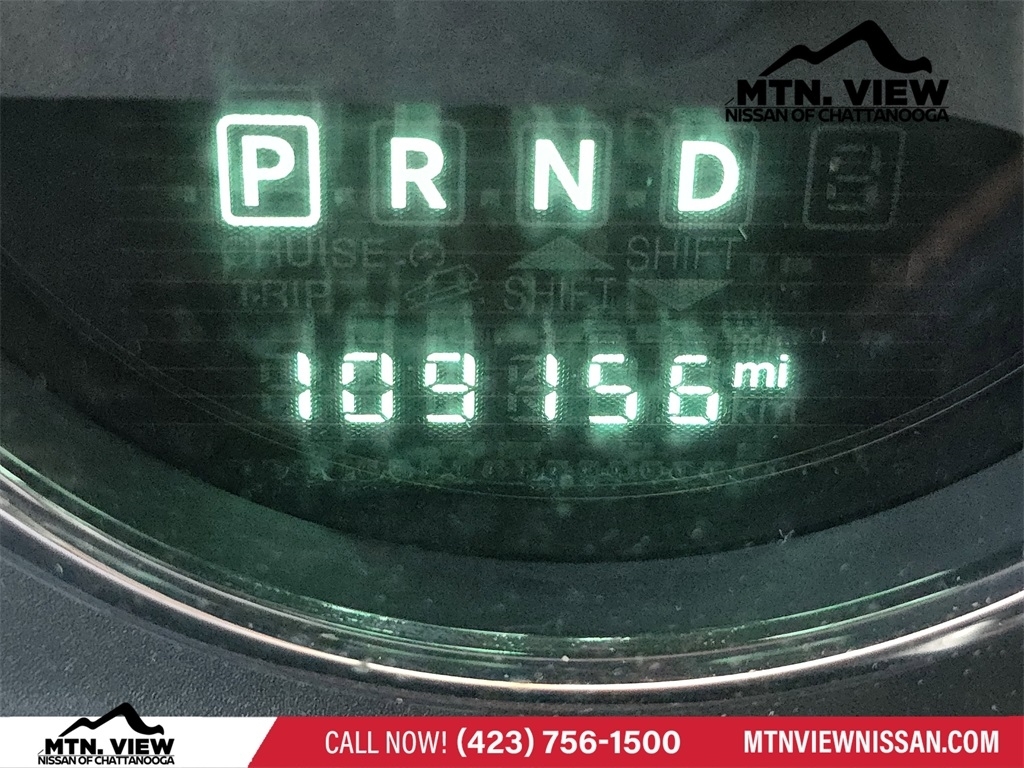 MTN. VIEW
NISSAN OF CHATTANOOGA
P R N D
CRUISE
SHIFT
TRIP
SHIFT
109156 mi
km
MTN. VIEW
NISSAN OF CHATTANOOGA
CALL NOW! (423) 756-1500
MTNVIEWNISSAN.COM